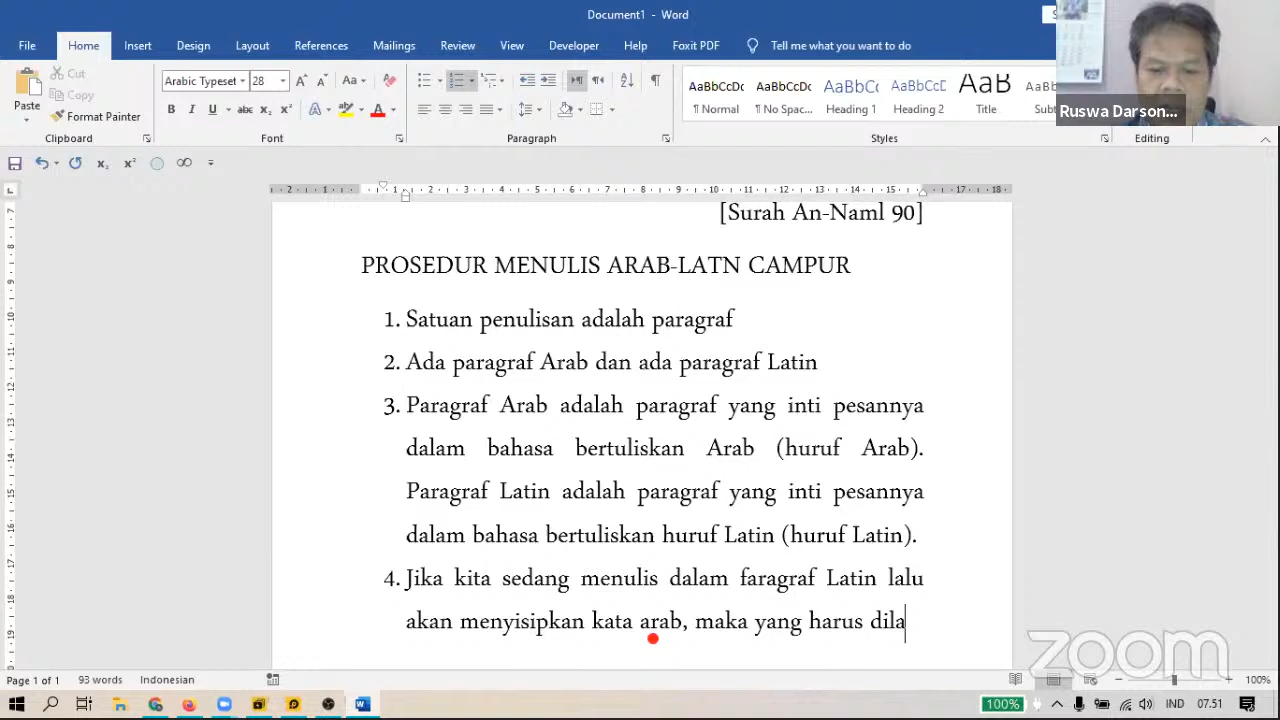 Document1 - Word
File Home Insert Design Layout References Mailings Review View Developer Help Foxit PDF Tell me what you want to do
Paste
Cut
Copy
Format Painter
Clipboard
Arabic Typeset 28
Font
Paragraph
AaBbCcDc AaBbCcDc AaBbC AaBbCcD AaB
¶ Normal ¶ No Spac... Heading 1 Heading 2 Title
Styles
Editing
Ruswa Darson...
[Surah An-Naml 90]
PROSEDUR MENULIS ARAB-LATN CAMPUR
1. Satuan penulisan adalah paragraf
2. Ada paragraf Arab dan ada paragraf Latin
3. Paragraf Arab adalah paragraf yang inti pesannya
dalam bahasa bertuliskan Arab (huruf Arab).
Paragraf Latin adalah paragraf yang inti pesannya
dalam bahasa bertuliskan huruf Latin (huruf Latin).
4. Jika kita sedang menulis dalam faragraf Latin lalu
akan menyisipkan kata arab, maka yang harus dila
zoom
Page 1 of 1 93 words Indonesian
100%
100% IND 07.51